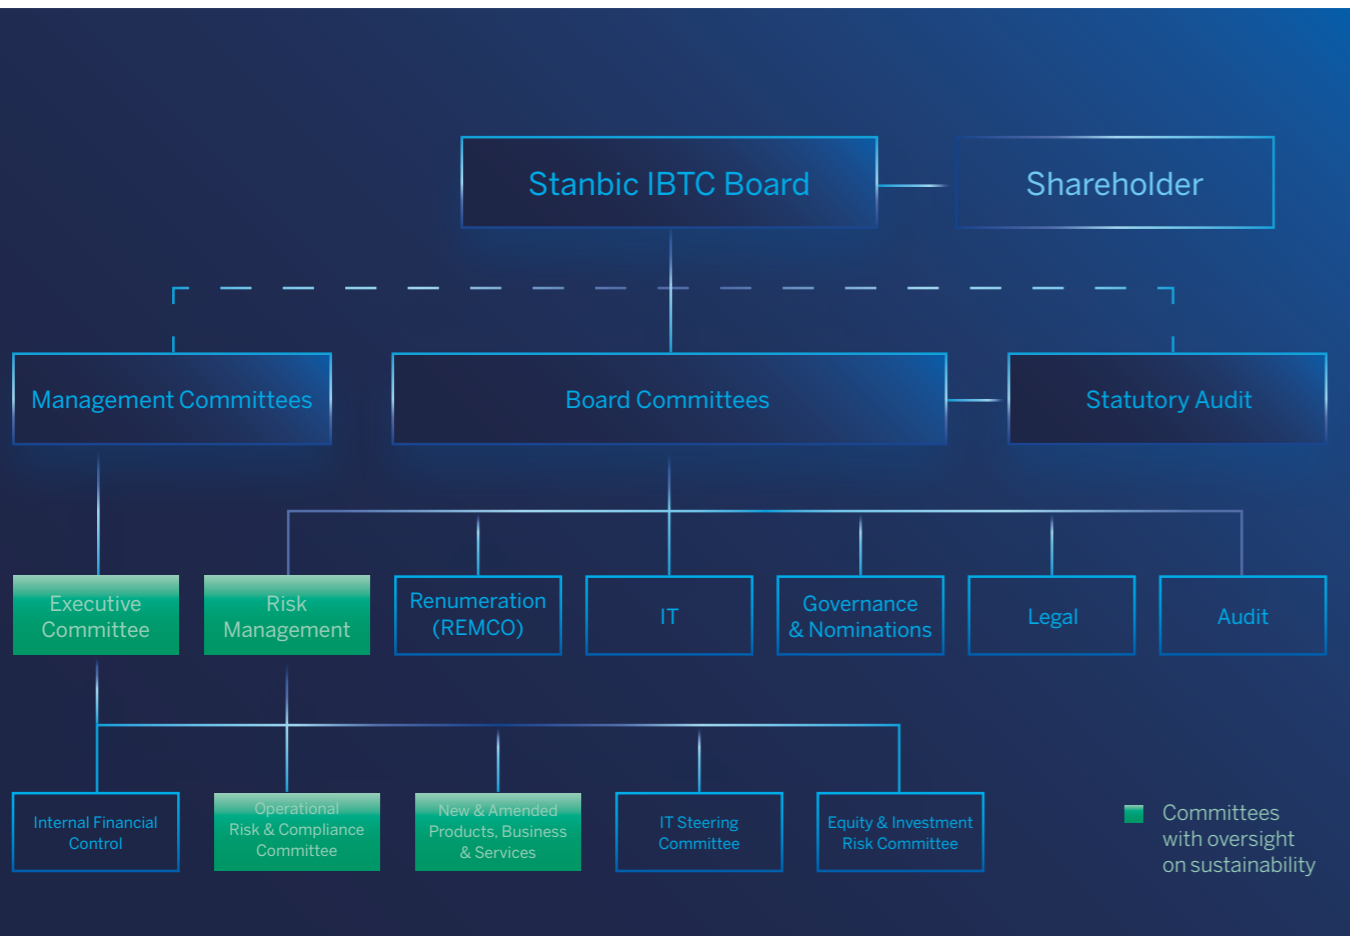 Stanbic IBTC Board
Shareholder
Management Committees
Board Committees
Statutory Audit
Executive
Committee
Risk
Management
Renumeration
(REMCO)
IT
Governance
& Nominations
Legal
Audit
Internal Financial
Control
Operational
Risk & Compliance
Committee
New & Amended
Products, Business
& Services
IT Steering
Committee
Equity & Investment
Risk Committee
Committees
with oversight
on sustainability